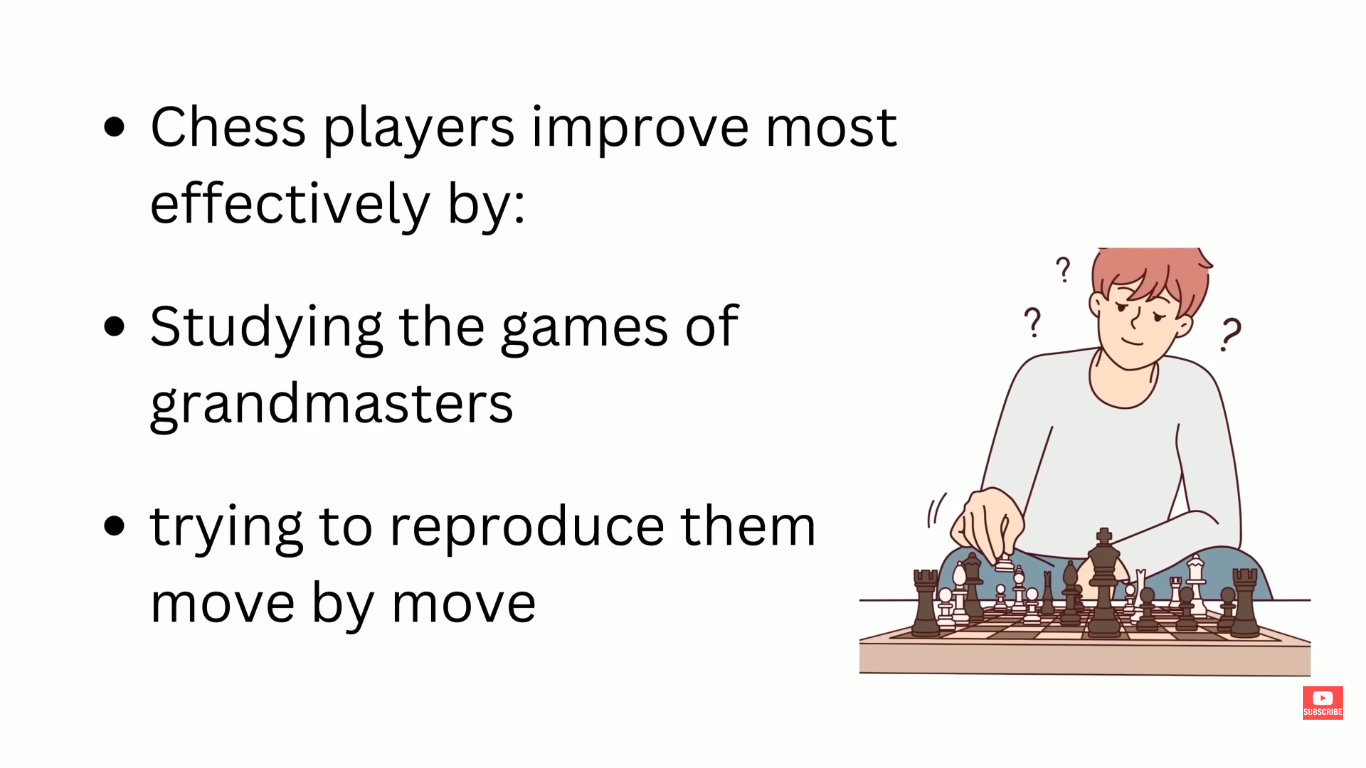 • Chess players improve most
effectively by:
• Studying the games of
grandmasters
• trying to reproduce them
move by move
?
?
?
SUBSCRIBE